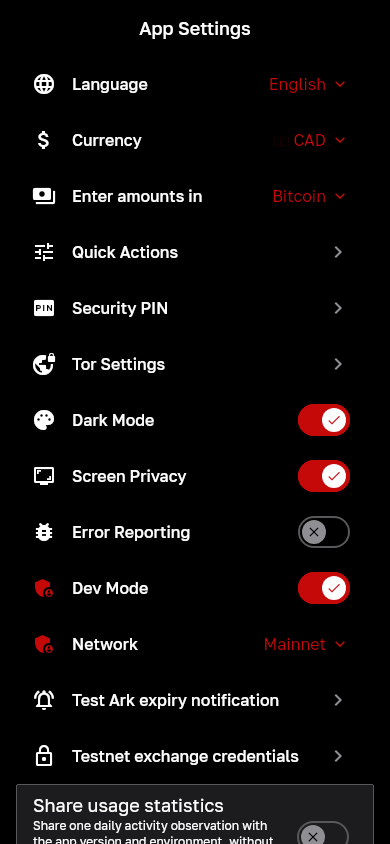 App Settings
Language English
Currency CAD
Enter amounts in Bitcoin
Quick Actions
PIN Security PIN
Tor Settings
Dark Mode
Screen Privacy
Error Reporting
Dev Mode
Network Mainnet
Test Ark expiry notification
Testnet exchange credentials
Share usage statistics
Share one daily activity observation with
the app version and environment, without